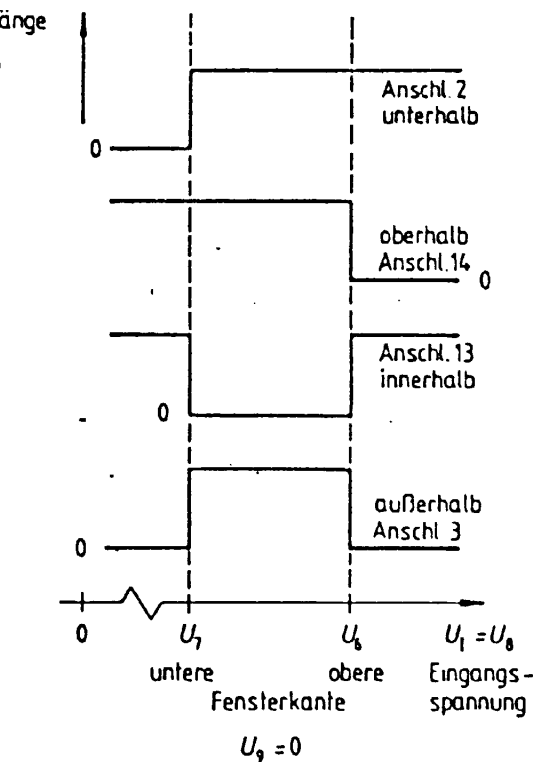 änge
Anschl. 2
unterhalb
0
oberhalb
Anschl. 14
0
Anschl. 13
innerhalb
0
außerhalb
Anschl 3
0
0 U₇ U₆ U₁ = U₈
untere obere Eingangs-
Fensterkante spannung
U₉ = 0